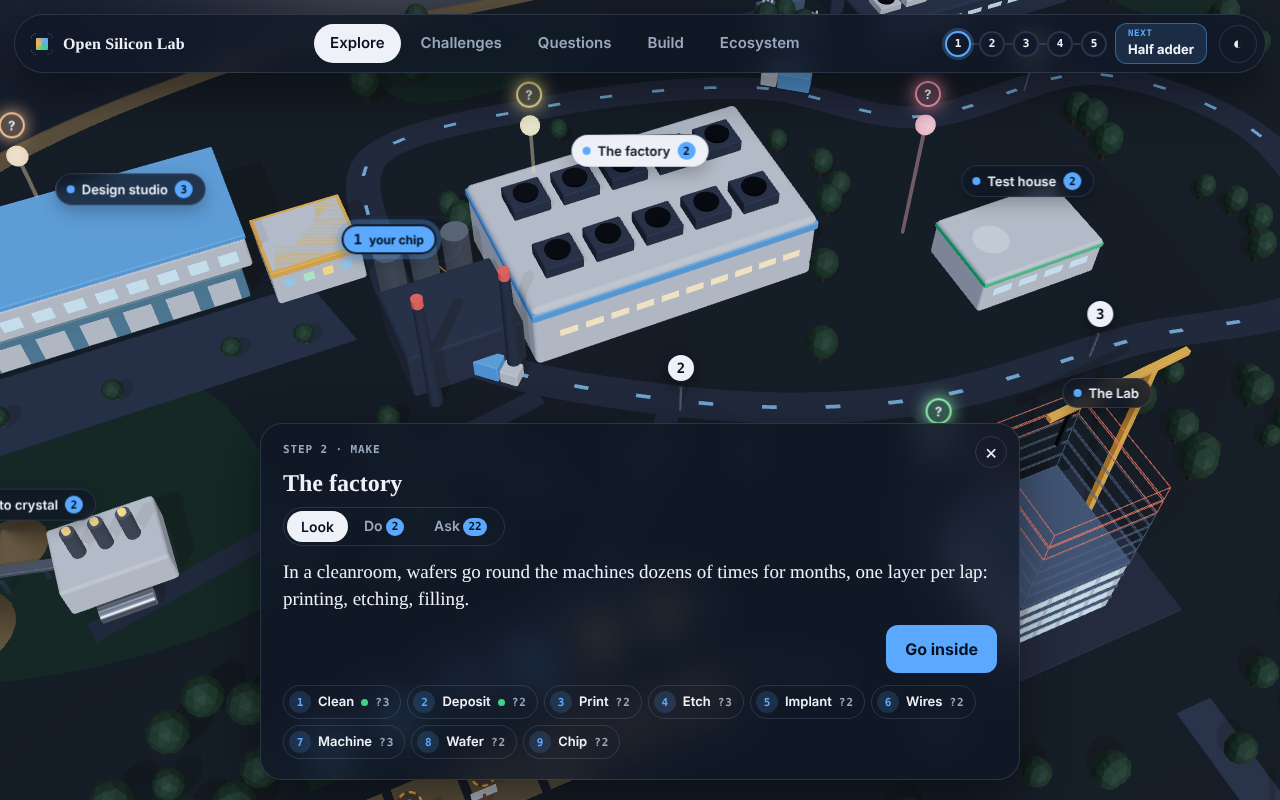 Open Silicon Lab
Explore
Challenges
Questions
Build
Ecosystem
1 2 3 4 5
NEXT
Half adder
?
?
?
Design studio 3
The factory 2
Test house 2
1 your chip
3
2
The Lab
?
to crystal 2
STEP 2 · MAKE
The factory
Look
Do 2
Ask 22
In a cleanroom, wafers go round the machines dozens of times for months, one layer per lap:
printing, etching, filling.
Go inside
1 Clean ?3
2 Deposit ?2
3 Print ?2
4 Etch ?3
5 Implant ?2
6 Wires ?2
7 Machine ?3
8 Wafer ?2
9 Chip ?2